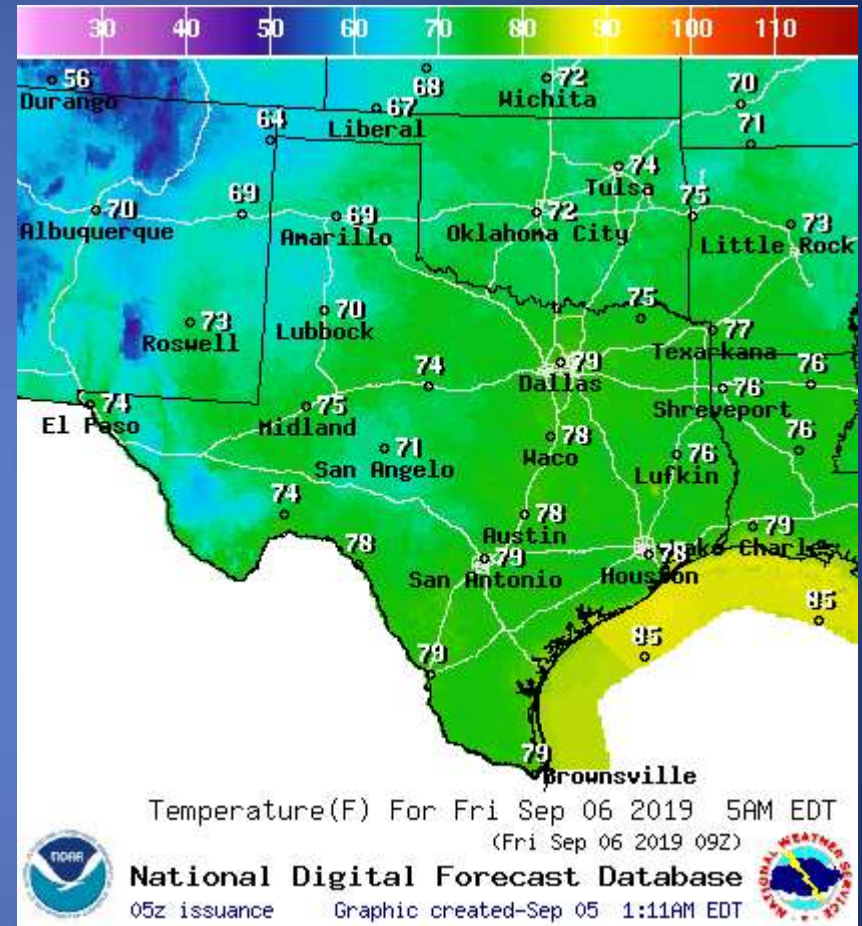 30 40 50 60 70 80 90 100 110
56
Durango
68
72
Wichita
67
Liberal
70
64
71
74
Tulsa
70
Albuquerque
69
69
Amarillo
72
Oklahoma City
75
73
Little Rock
73
Roswell
70
Lubbock
75
77
Texarkana
74
79
Dallas
76
Shreveport
76
74
El Paso
75
Midland
71
San Angelo
78
Waco
76
Lufkin
76
74
78
Austin
79
San Antonio
78
78
Houston
79
Lake Charl
85
85
79
79
Brownsville
Temperature(F) For Fri Sep 06 2019 5AM EDT
(Fri Sep 06 2019 09Z)
NOAA
National Digital Forecast Database
05z issuance Graphic created-Sep 05 1:11AM EDT
NATIONAL WEATHER SERVICE